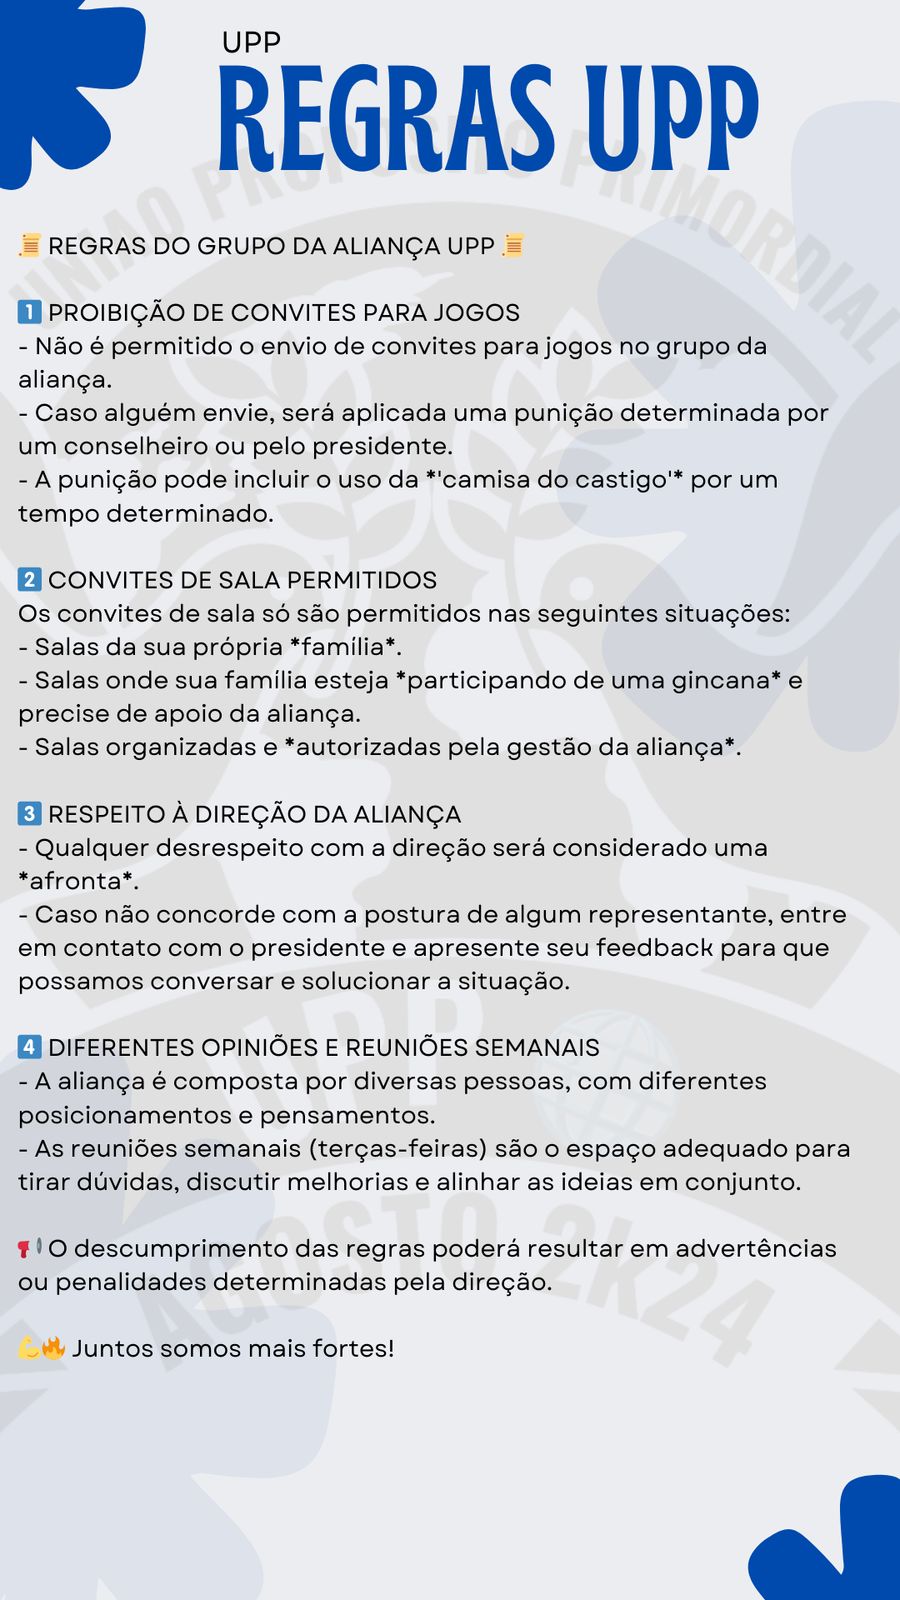 UPP
REGRAS UPP
UNIAO PROPOSITO PRIMORDIAL
📜 REGRAS DO GRUPO DA ALIANÇA UPP 📜
1️⃣ PROIBIÇÃO DE CONVITES PARA JOGOS
- Não é permitido o envio de convites para jogos no grupo da
aliança.
- Caso alguém envie, será aplicada uma punição determinada por
um conselheiro ou pelo presidente.
- A punição pode incluir o uso da *'camisa do castigo'* por um
tempo determinado.
2️⃣ CONVITES DE SALA PERMITIDOS
Os convites de sala só são permitidos nas seguintes situações:
- Salas da sua própria *família*.
- Salas onde sua família esteja *participando de uma gincana* e
precise de apoio da aliança.
- Salas organizadas e *autorizadas pela gestão da aliança*.
3️⃣ RESPEITO À DIREÇÃO DA ALIANÇA
- Qualquer desrespeito com a direção será considerado uma
*afronta*.
- Caso não concorde com a postura de algum representante, entre
em contato com o presidente e apresente seu feedback para que
possamos conversar e solucionar a situação.
UPP
4️⃣ DIFERENTES OPINIÕES E REUNIÕES SEMANAIS
- A aliança é composta por diversas pessoas, com diferentes
posicionamentos e pensamentos.
- As reuniões semanais (terças-feiras) são o espaço adequado para
tirar dúvidas, discutir melhorias e alinhar as ideias em conjunto.
AGOSTO 2k24
📢 O descumprimento das regras poderá resultar em advertências
ou penalidades determinadas pela direção.
💪🔥 Juntos somos mais fortes!